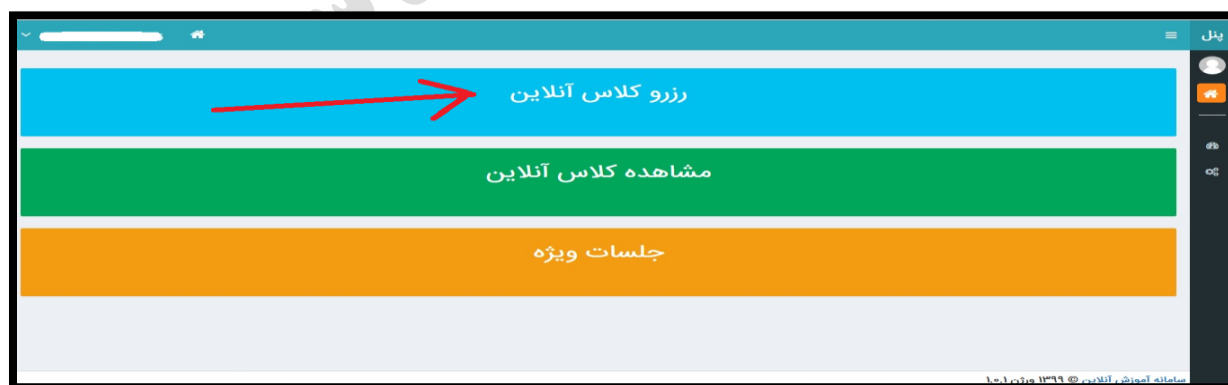 پنل
رزرو کلاس آنلاین
مشاهده کلاس آنلاین
جلسات ویژه
سامانه آموزش آنلاین © ۱۳۹۹ ورژن ۱.۰.۱